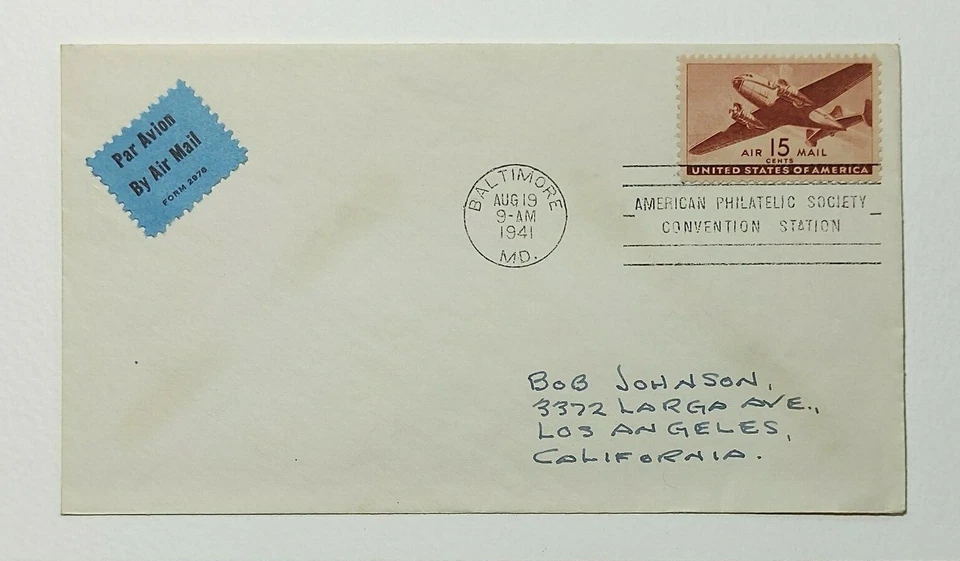 Par Avion
By Air Mail
FORM 2978
AIR 15 MAIL
CENTS
UNITED STATES OF AMERICA
BALTIMORE
AUG 19
9-AM
1941
MD.
AMERICAN PHILATELIC SOCIETY
CONVENTION STATION
BOB JOHNSON,
3372 LARGA AVE.,
LOS ANGELES,
CALIFORNIA.